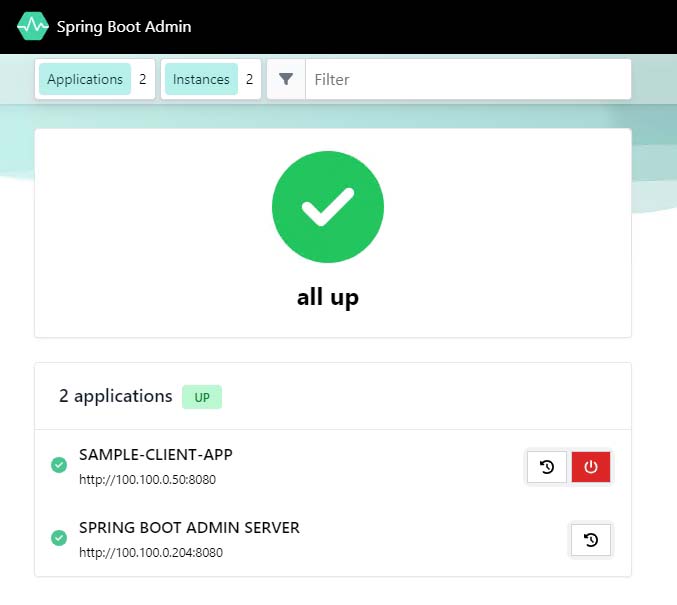 Spring Boot Admin
Applications 2 Instances 2 Filter
all up
2 applications UP
SAMPLE-CLIENT-APP
http://100.100.0.50:8080
SPRING BOOT ADMIN SERVER
http://100.100.0.204:8080